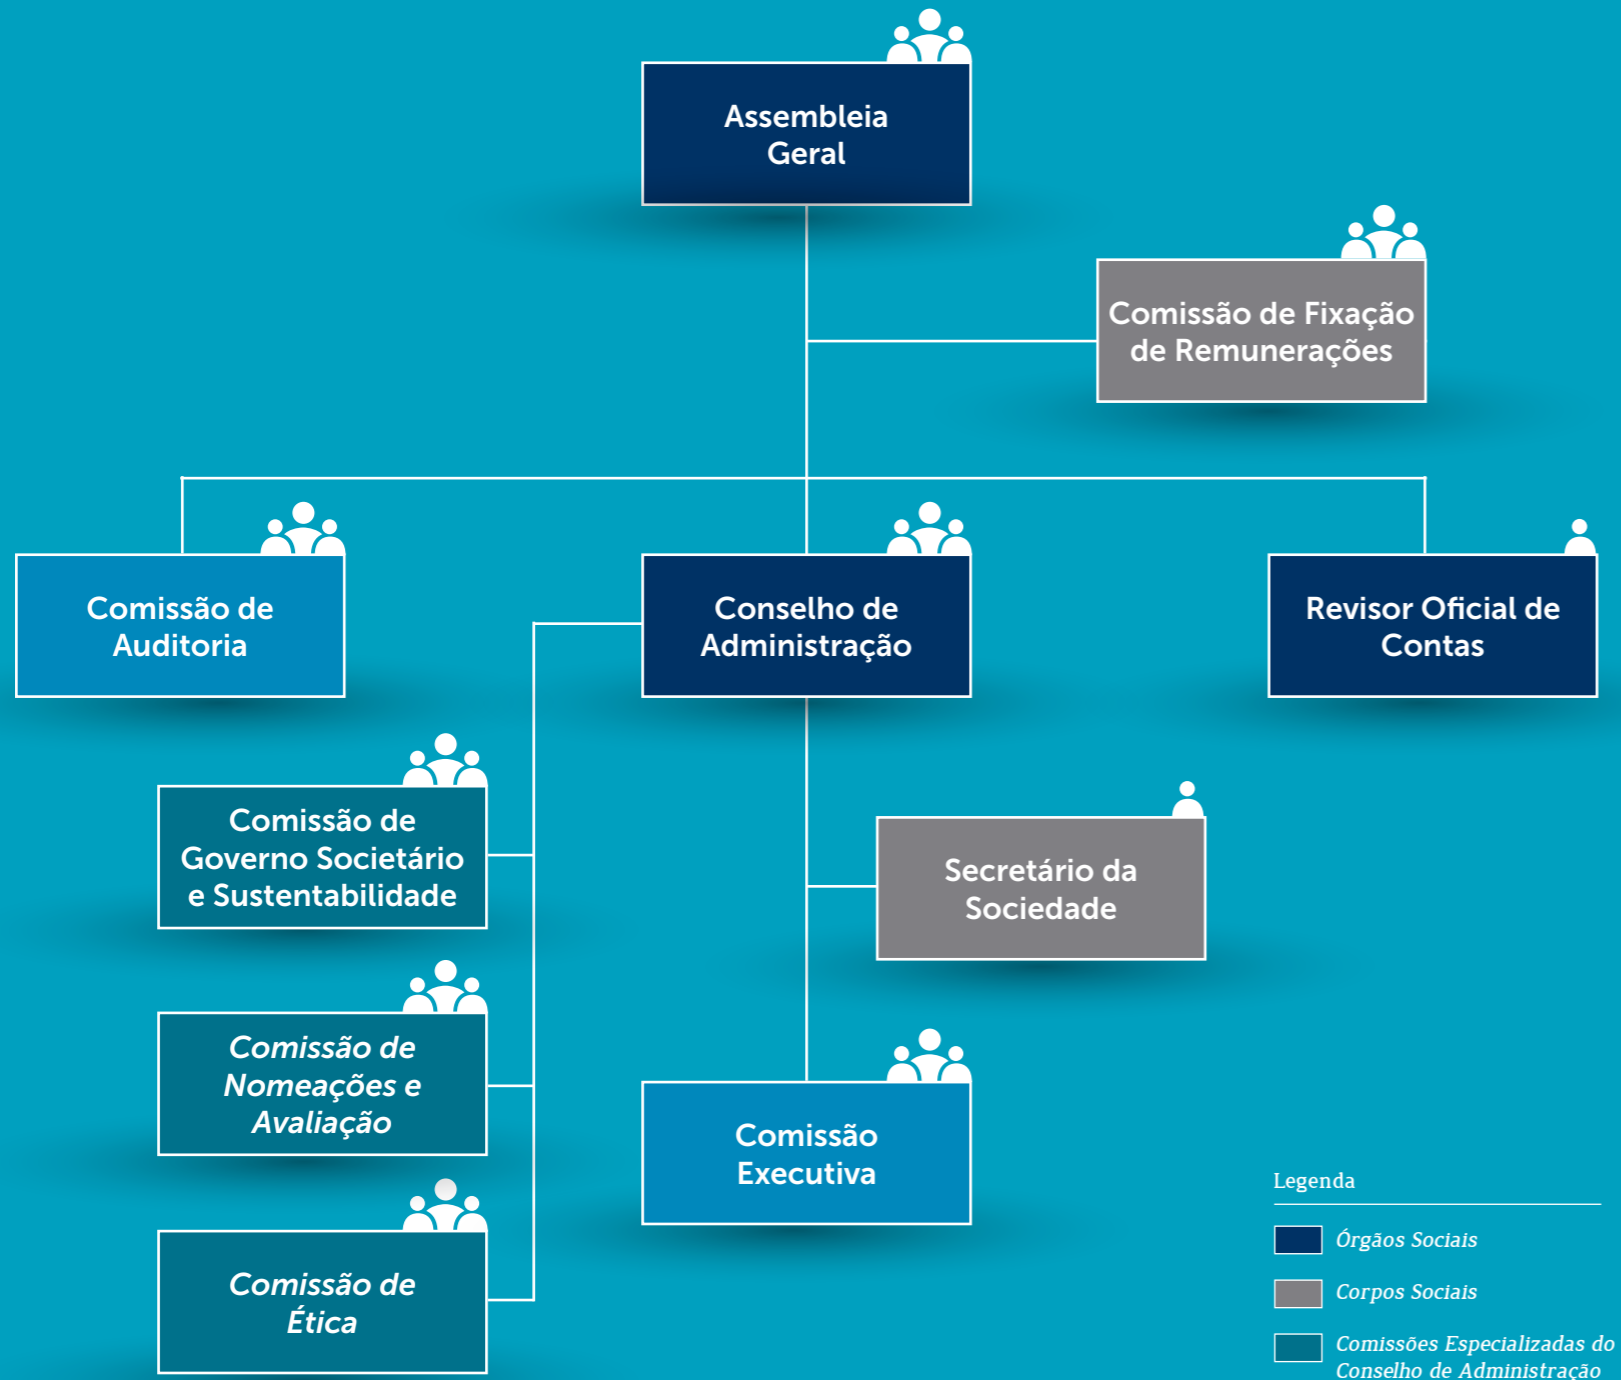 Assembleia
Geral
Comissão de Fixação
de Remunerações
Comissão de
Auditoria
Conselho de
Administração
Revisor Oficial de
Contas
Comissão de
Governo Societário
e Sustentabilidade
Secretário da
Sociedade
Comissão de
Nomeações e
Avaliação
Comissão
Executiva
Comissão de
Ética
Legenda
Órgãos Sociais
Corpos Sociais
Comissões Especializadas do
Conselho de Administração